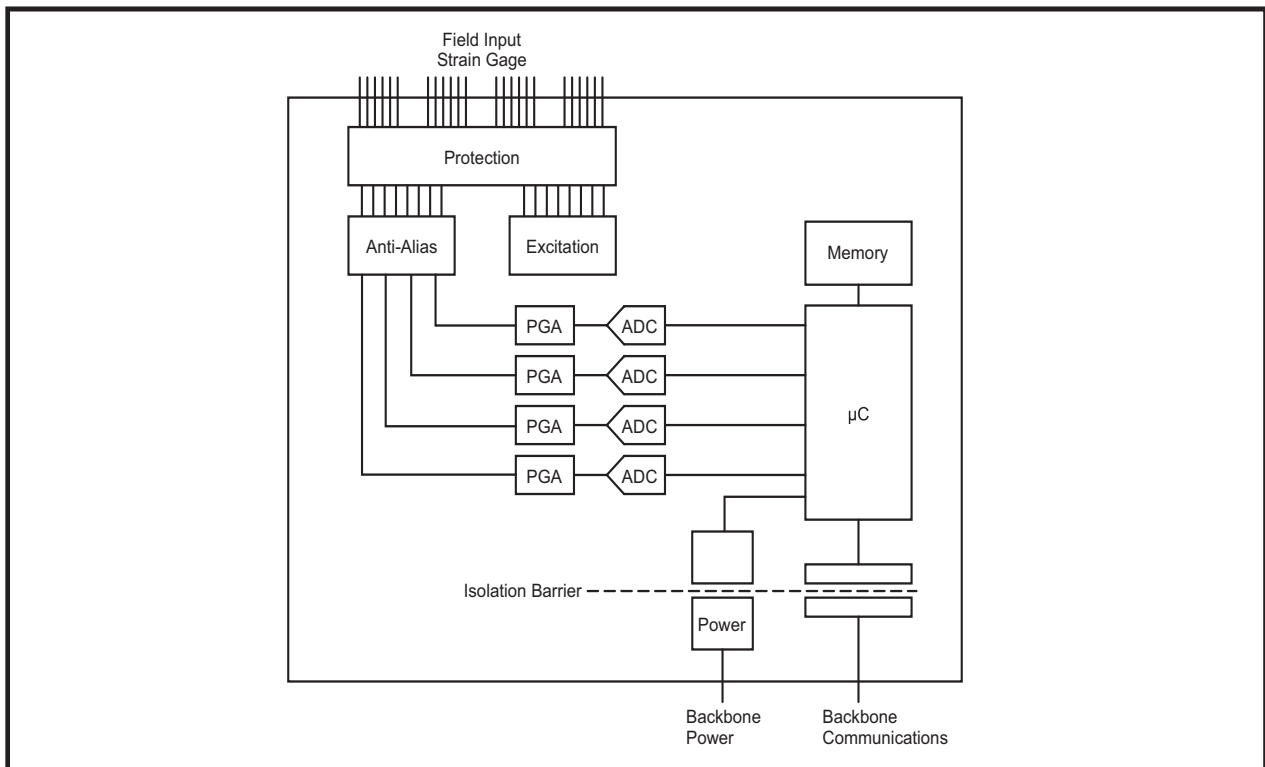 Field Input
Strain Gage
Protection
Anti-Alias
Excitation
Memory
PGA
ADC
PGA
ADC
µC
PGA
ADC
PGA
ADC
Isolation Barrier
Power
Backbone
Power
Backbone
Communications